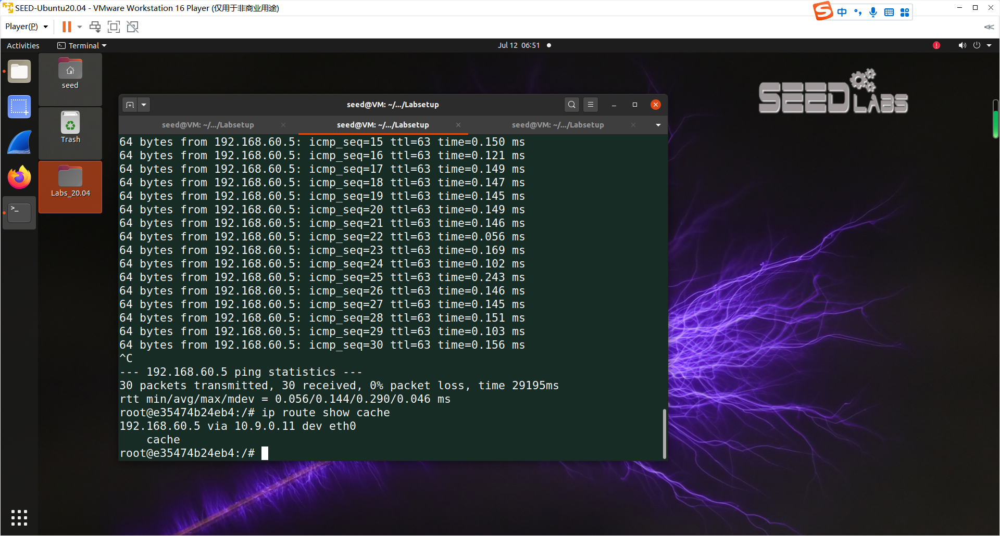 SEED-Ubuntu20.04 - VMware Workstation 16 Player (仅用于非商业用途)
中
Player(P)
Activities
Terminal
Jul 12 06:51
seed
Trash
Labs_20.04
SEED LABS
seed@VM: ~/.../Labsetup
seed@VM: ~/.../Labsetup
seed@VM: ~/.../Labsetup
seed@VM: ~/.../Labsetup
64 bytes from 192.168.60.5: icmp_seq=15 ttl=63 time=0.150 ms
64 bytes from 192.168.60.5: icmp_seq=16 ttl=63 time=0.121 ms
64 bytes from 192.168.60.5: icmp_seq=17 ttl=63 time=0.149 ms
64 bytes from 192.168.60.5: icmp_seq=18 ttl=63 time=0.147 ms
64 bytes from 192.168.60.5: icmp_seq=19 ttl=63 time=0.145 ms
64 bytes from 192.168.60.5: icmp_seq=20 ttl=63 time=0.149 ms
64 bytes from 192.168.60.5: icmp_seq=21 ttl=63 time=0.146 ms
64 bytes from 192.168.60.5: icmp_seq=22 ttl=63 time=0.056 ms
64 bytes from 192.168.60.5: icmp_seq=23 ttl=63 time=0.169 ms
64 bytes from 192.168.60.5: icmp_seq=24 ttl=63 time=0.102 ms
64 bytes from 192.168.60.5: icmp_seq=25 ttl=63 time=0.243 ms
64 bytes from 192.168.60.5: icmp_seq=26 ttl=63 time=0.146 ms
64 bytes from 192.168.60.5: icmp_seq=27 ttl=63 time=0.145 ms
64 bytes from 192.168.60.5: icmp_seq=28 ttl=63 time=0.151 ms
64 bytes from 192.168.60.5: icmp_seq=29 ttl=63 time=0.103 ms
64 bytes from 192.168.60.5: icmp_seq=30 ttl=63 time=0.156 ms
^C
--- 192.168.60.5 ping statistics ---
30 packets transmitted, 30 received, 0% packet loss, time 29195ms
rtt min/avg/max/mdev = 0.056/0.144/0.290/0.046 ms
root@e35474b24eb4:/# ip route show cache
192.168.60.5 via 10.9.0.11 dev eth0
    cache
root@e35474b24eb4:/#